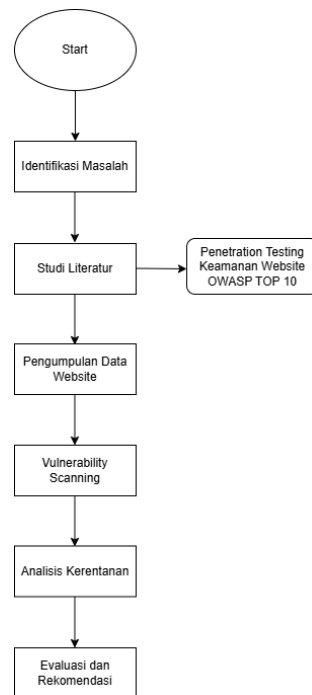 Start
Identifikasi Masalah
Studi Literatur
Penetration Testing
Keamanan Website
OWASP TOP 10
Pengumpulan Data
Website
Vulnerability
Scanning
Analisis Kerentanan
Evaluasi dan
Rekomendasi